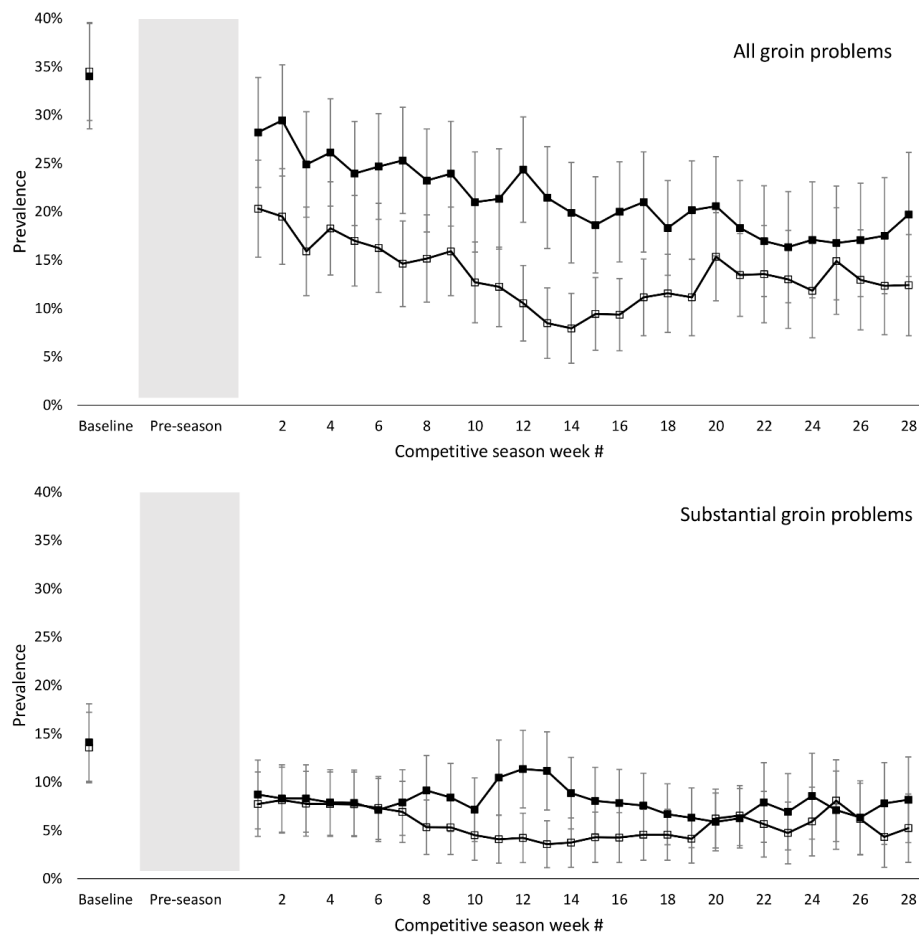 40%
All groin problems
35%
30%
25%
20%
15%
10%
5%
0%
Prevalence
Baseline Pre-season 2 4 6 8 10 12 14 16 18 20 22 24 26 28
Competitive season week #
40%
Substantial groin problems
35%
30%
25%
20%
15%
10%
5%
0%
Prevalence
Baseline Pre-season 2 4 6 8 10 12 14 16 18 20 22 24 26 28
Competitive season week #